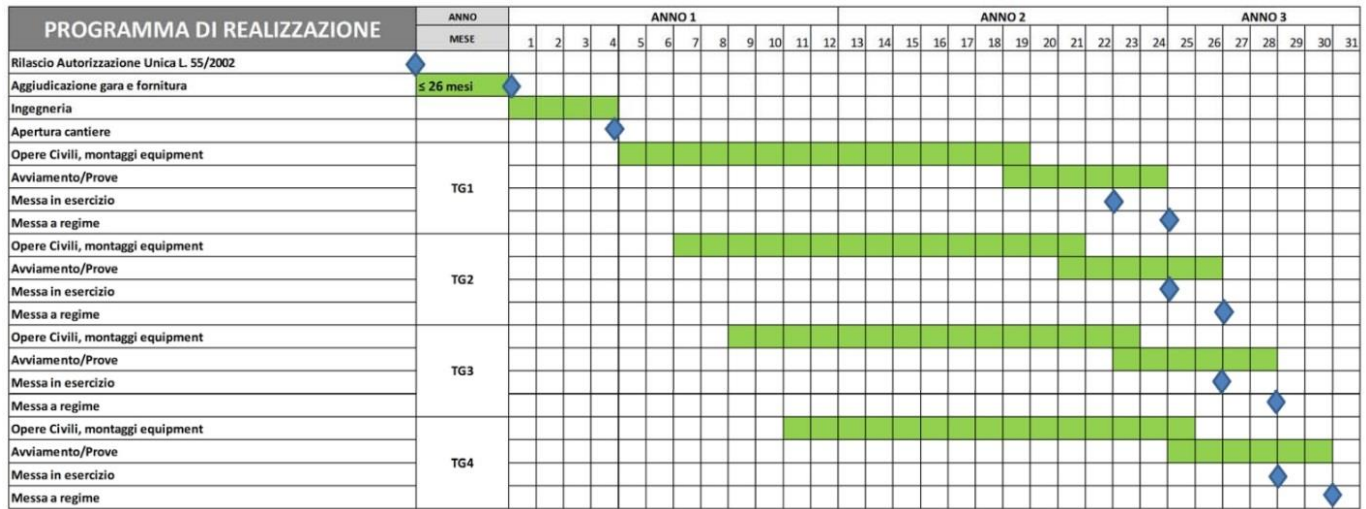 PROGRAMMA DI REALIZZAZIONE
ANNO ANNO 1 ANNO 2 ANNO 3
MESE 1 2 3 4 5 6 7 8 9 10 11 12 13 14 15 16 17 18 19 20 21 22 23 24 25 26 27 28 29 30 31
Rilascio Autorizzazione Unica L. 55/2002
Aggiudicazione gara e fornitura ≤ 26 mesi
Ingegneria
Apertura cantiere
Opere Civili, montaggi equipment
Avviamento/Prove
TG1
Messa in esercizio
Messa a regime
Opere Civili, montaggi equipment
Avviamento/Prove
TG2
Messa in esercizio
Messa a regime
Opere Civili, montaggi equipment
Avviamento/Prove
TG3
Messa in esercizio
Messa a regime
Opere Civili, montaggi equipment
Avviamento/Prove
TG4
Messa in esercizio
Messa a regime